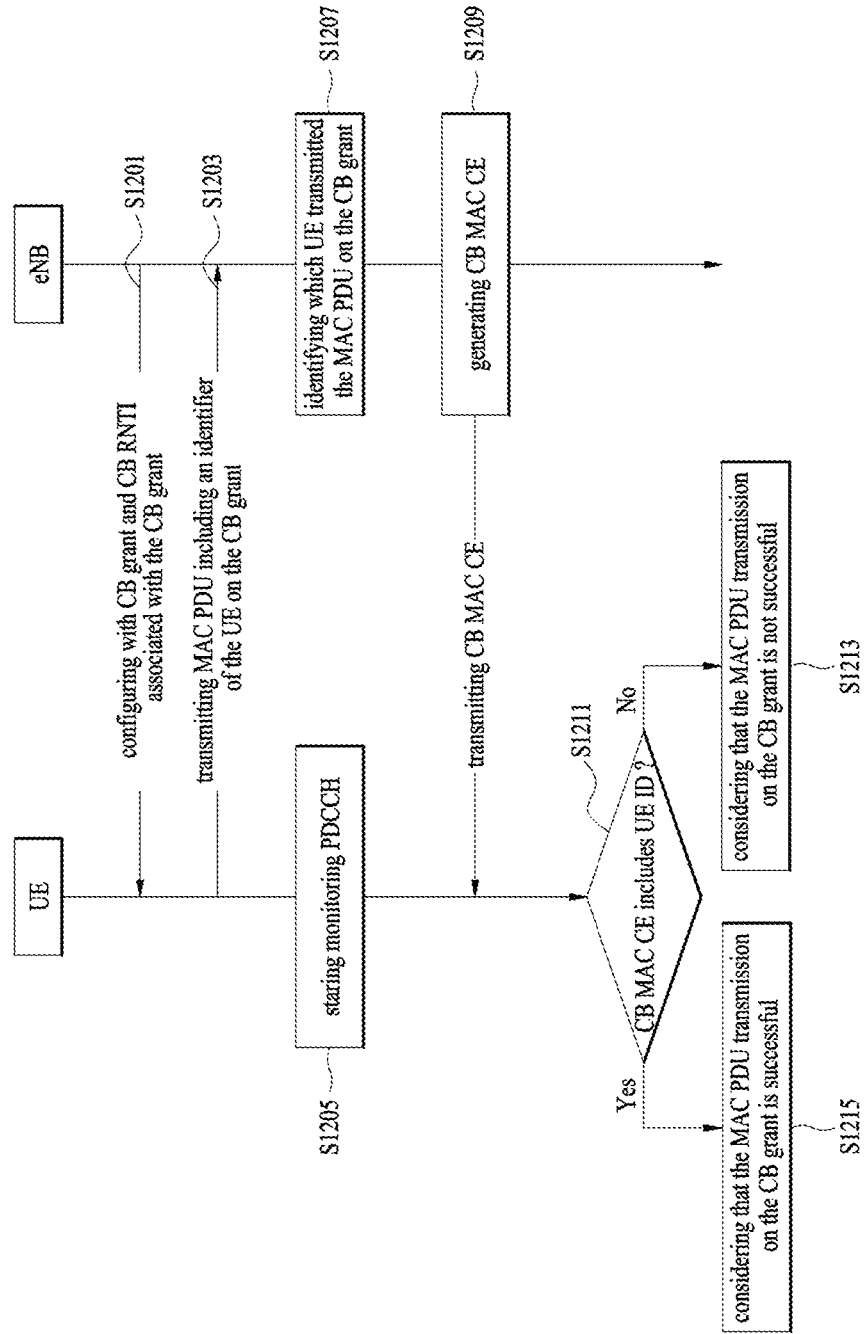 UE
eNB
configuring with CB grant and CB RNTI
associated with the CB grant
S1201
transmitting MAC PDU including an identifier
of the UE on the CB grant
S1203
staring monitoring PDCCH
S1205
identifying which UE transmitted
the MAC PDU on the CB grant
S1207
generating CB MAC CE
S1209
transmitting CB MAC CE
CB MAC CE includes UE ID ?
S1211
Yes
No
considering that the MAC PDU transmission
on the CB grant is successful
S1215
considering that the MAC PDU transmission
on the CB grant is not successful
S1213